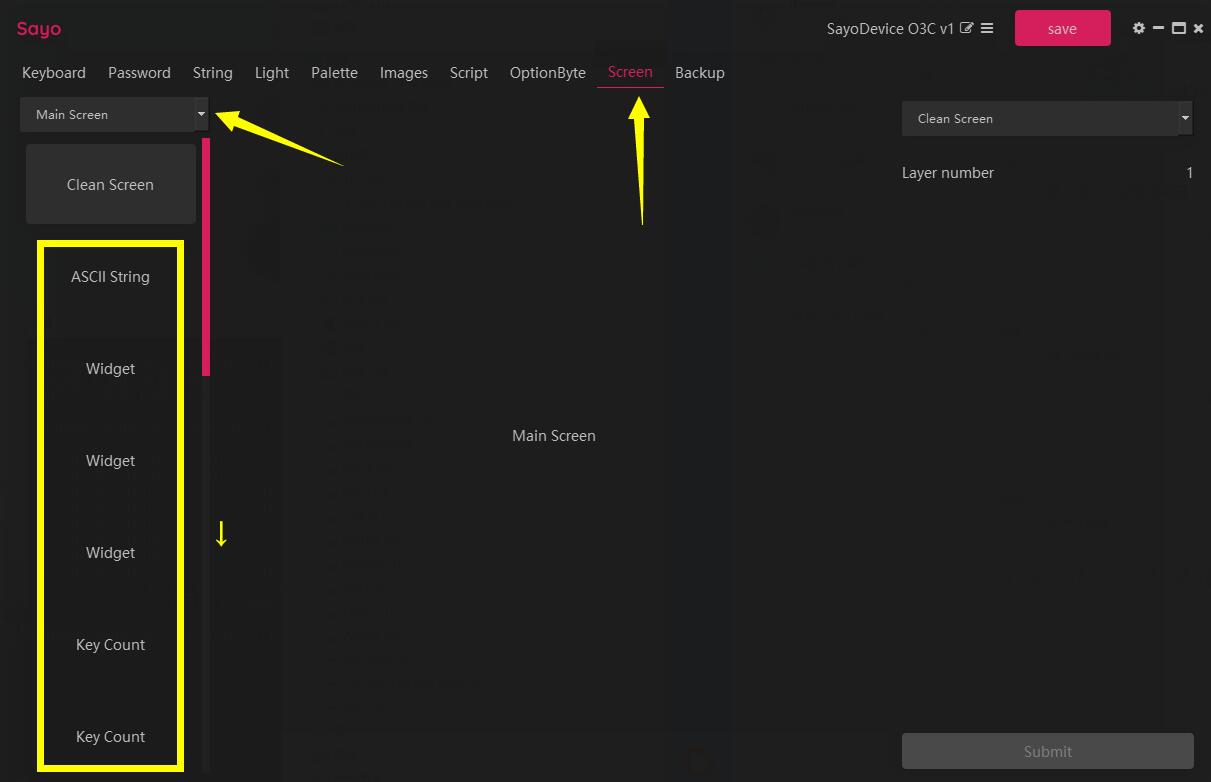 Sayo
SayoDevice O3C v1
save
Keyboard Password String Light Palette Images Script OptionByte Screen Backup
Main Screen
Clean Screen
ASCII String
Widget
Widget
Widget
Key Count
Key Count
Main Screen
Clean Screen
Layer number 1
Submit